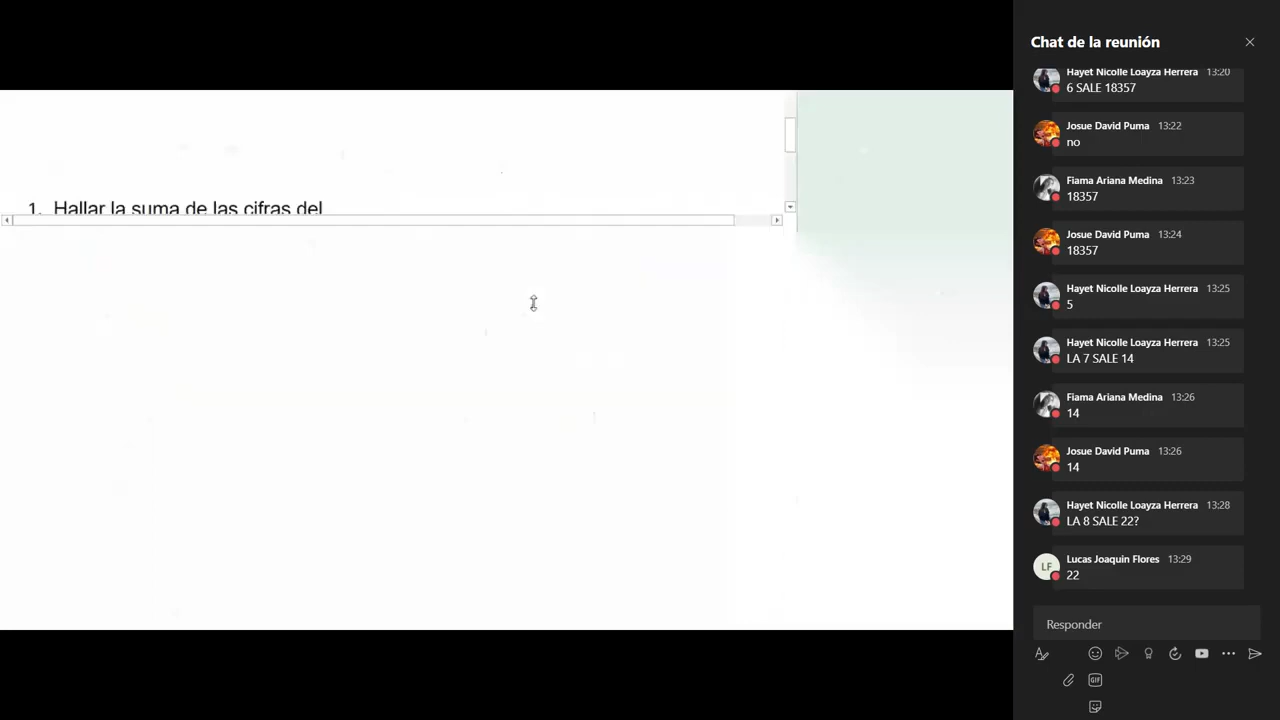 1. Hallar la suma de las cifras del
Chat de la reunión
Hayet Nicolle Loayza Herrera 13:20
6 SALE 18357
Josue David Puma 13:22
no
Fiama Ariana Medina 13:23
18357
Josue David Puma 13:24
18357
Hayet Nicolle Loayza Herrera 13:25
5
Hayet Nicolle Loayza Herrera 13:25
LA 7 SALE 14
Fiama Ariana Medina 13:26
14
Josue David Puma 13:26
14
Hayet Nicolle Loayza Herrera 13:28
LA 8 SALE 22?
LF
Lucas Joaquin Flores 13:29
22
Responder
GIF